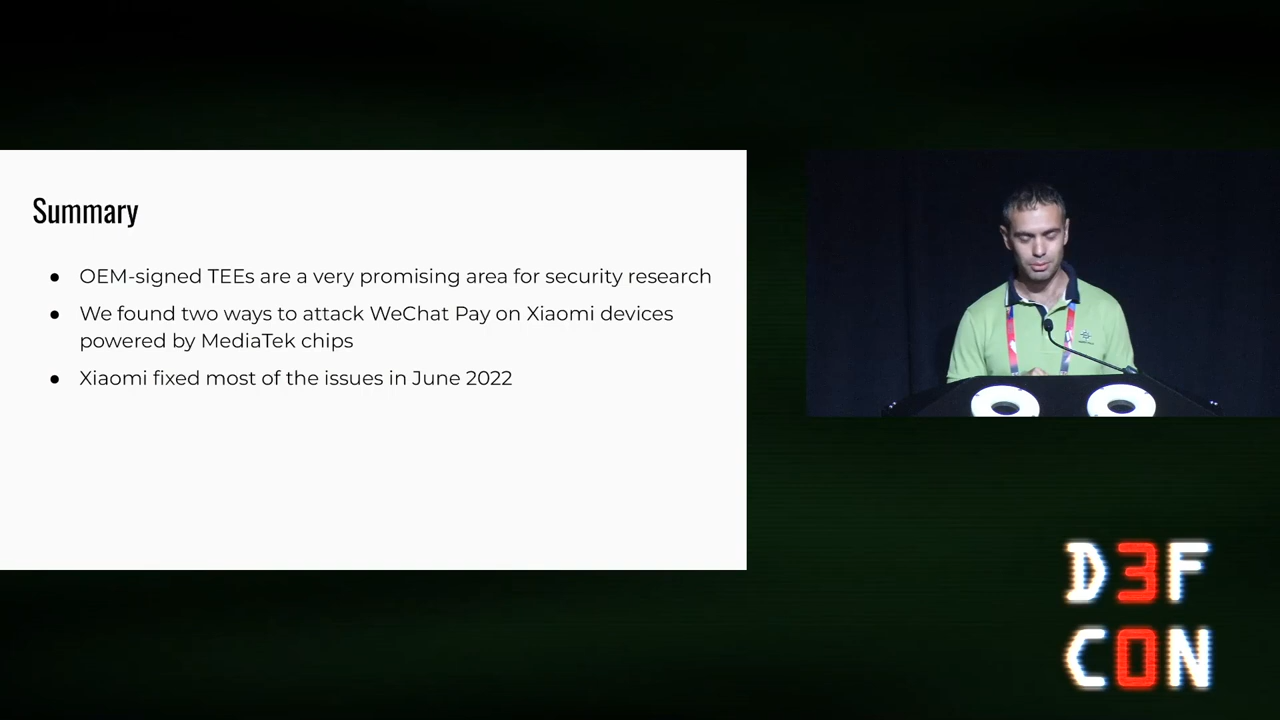 Summary
● OEM-signed TEEs are a very promising area for security research
● We found two ways to attack WeChat Pay on Xiaomi devices
powered by MediaTek chips
● Xiaomi fixed most of the issues in June 2022
D3F
C0N